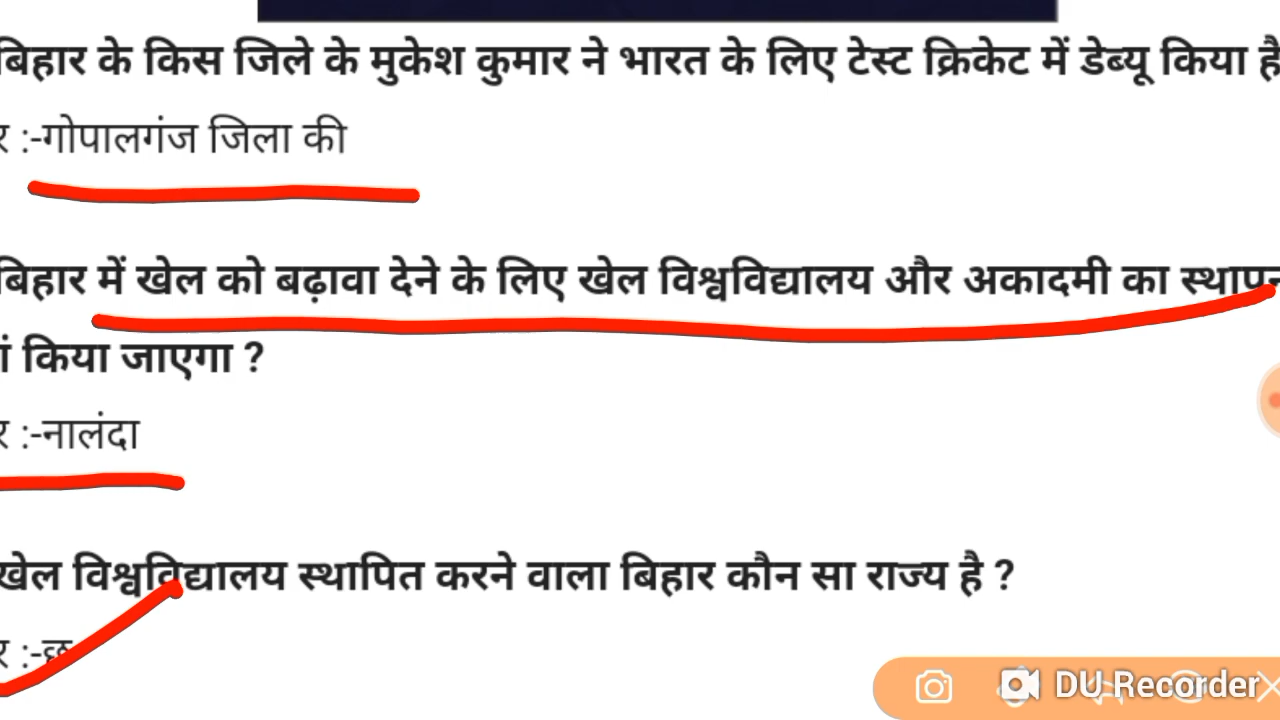 बिहार के किस जिले के मुकेश कुमार ने भारत के लिए टेस्ट क्रिकेट में डेब्यू किया है
र :-गोपालगंज जिला की
बिहार में खेल को बढ़ावा देने के लिए खेल विश्वविद्यालय और अकादमी का स्थापन
ां किया जाएगा ?
र :-नालंदा
खेल विश्वविद्यालय स्थापित करने वाला बिहार कौन सा राज्य है ?
र :-छ
DU Recorder